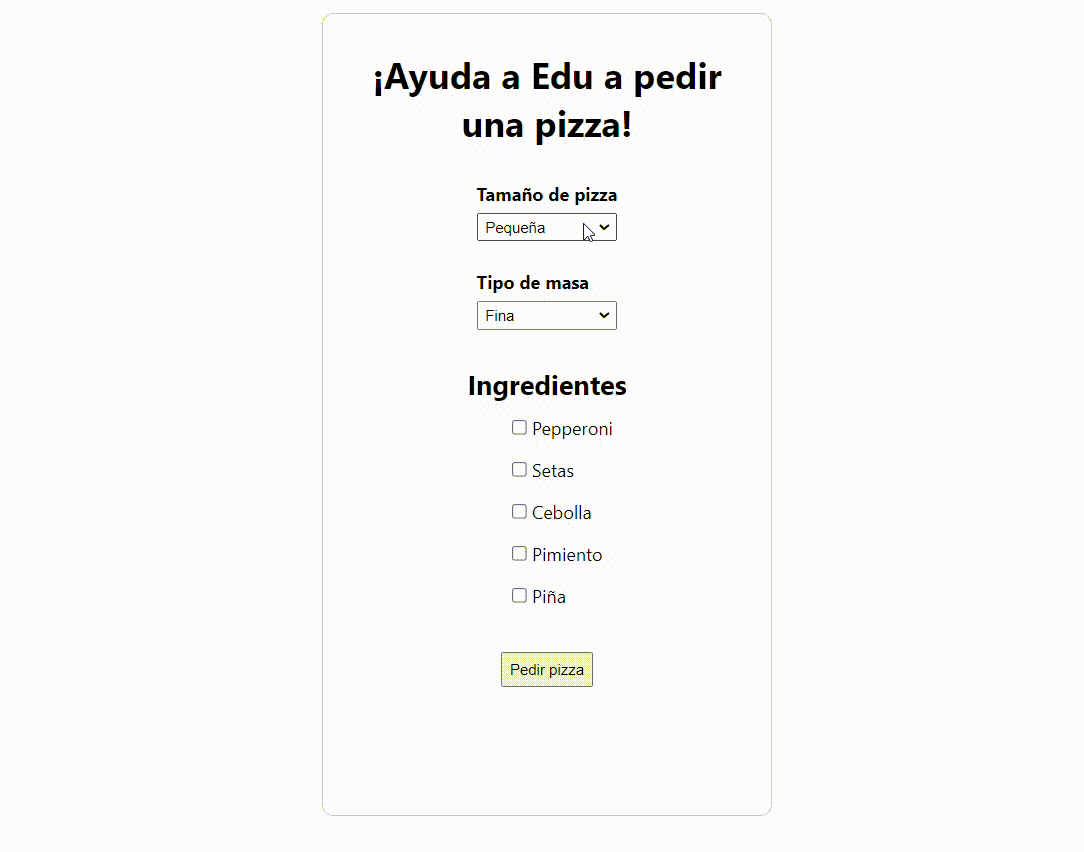 ¡Ayuda a Edu a pedir
una pizza!
Tamaño de pizza
Pequeña
Tipo de masa
Fina
Ingredientes
Pepperoni
Setas
Cebolla
Pimiento
Piña
Pedir pizza